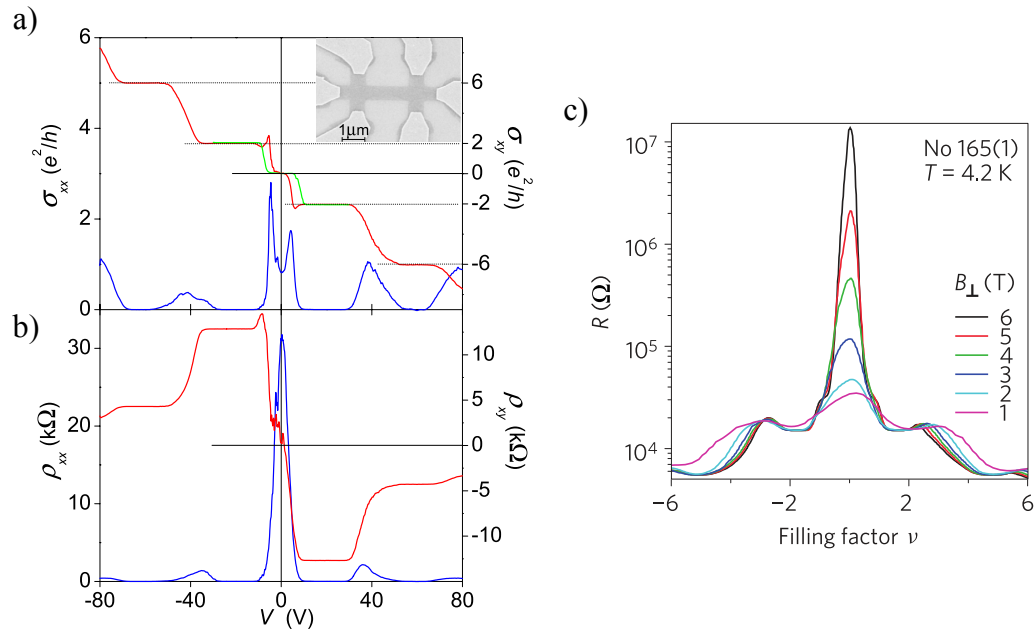 a)
σxx (e²/h)
6
4
2
0
6
2
0
-2
-6
σxy (e²/h)
1µm
b)
ρxx (kΩ)
30
20
10
0
10
5
0
-5
-10
ρxy (kΩ)
-80 -40 0 40 80
V (V)
c)
R (Ω)
10⁷
10⁶
10⁵
10⁴
No 165(1)
T = 4.2 K
B⊥ (T)
6
5
4
3
2
1
−6 −2 2 6
Filling factor ν